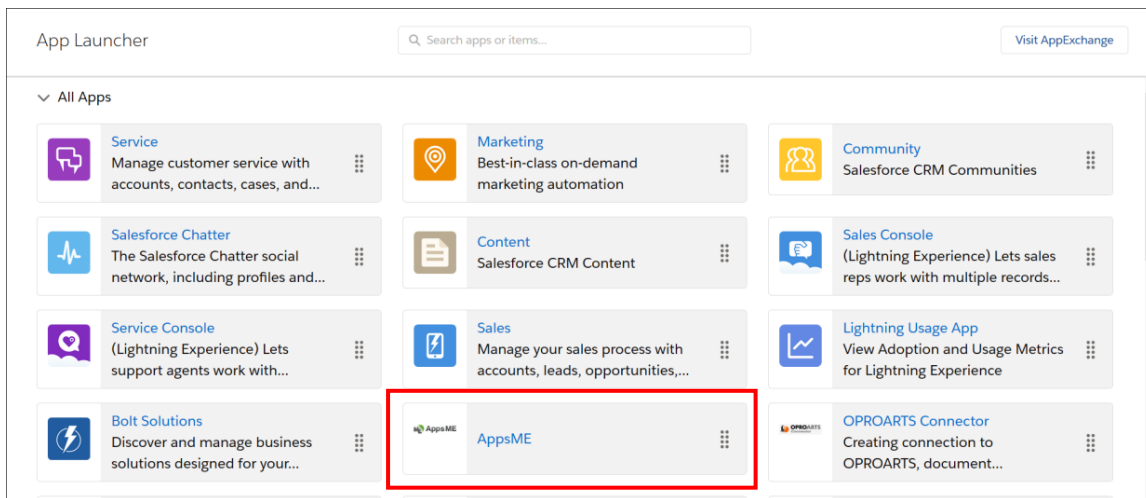 App Launcher
Search apps or items...
Visit AppExchange
All Apps
Service
Manage customer service with
accounts, contacts, cases, and...
Marketing
Best-in-class on-demand
marketing automation
Community
Salesforce CRM Communities
Salesforce Chatter
The Salesforce Chatter social
network, including profiles and...
Content
Salesforce CRM Content
Sales Console
(Lightning Experience) Lets sales
reps work with multiple records...
Service Console
(Lightning Experience) Lets
support agents work with...
Sales
Manage your sales process with
accounts, leads, opportunities,...
Lightning Usage App
View Adoption and Usage Metrics
for Lightning Experience
Bolt Solutions
Discover and manage business
solutions designed for your...
AppsME
AppsME
OPROARTS
OPROARTS Connector
Creating connection to
OPROARTS, document...